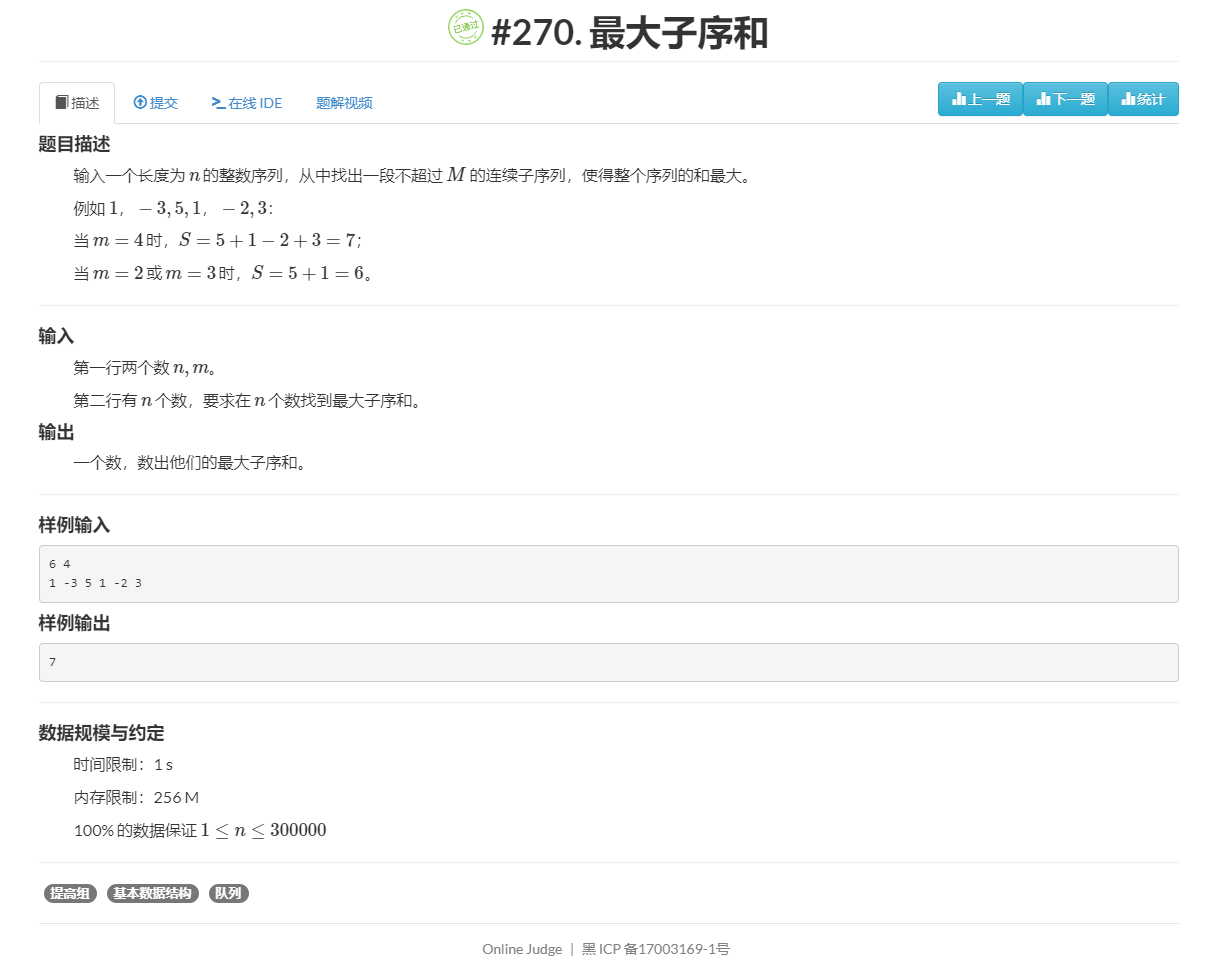 已通过 #270. 最大子序和
描述 提交 在线 IDE 题解视频 上一题 下一题 统计
题目描述
输入一个长度为 n 的整数序列，从中找出一段不超过 M 的连续子序列，使得整个序列的和最大。
例如 1，−3, 5, 1，−2, 3：
当 m = 4 时，S = 5 + 1 − 2 + 3 = 7；
当 m = 2 或 m = 3 时，S = 5 + 1 = 6。
输入
第一行两个数 n, m。
第二行有 n 个数，要求在 n 个数找到最大子序和。
输出
一个数，数出他们的最大子序和。
样例输入
6 4
1 -3 5 1 -2 3
样例输出
7
数据规模与约定
时间限制：1 s
内存限制：256 M
100% 的数据保证 1 ≤ n ≤ 300000
提高组 基本数据结构 队列
Online Judge | 黑 ICP 备17003169-1号